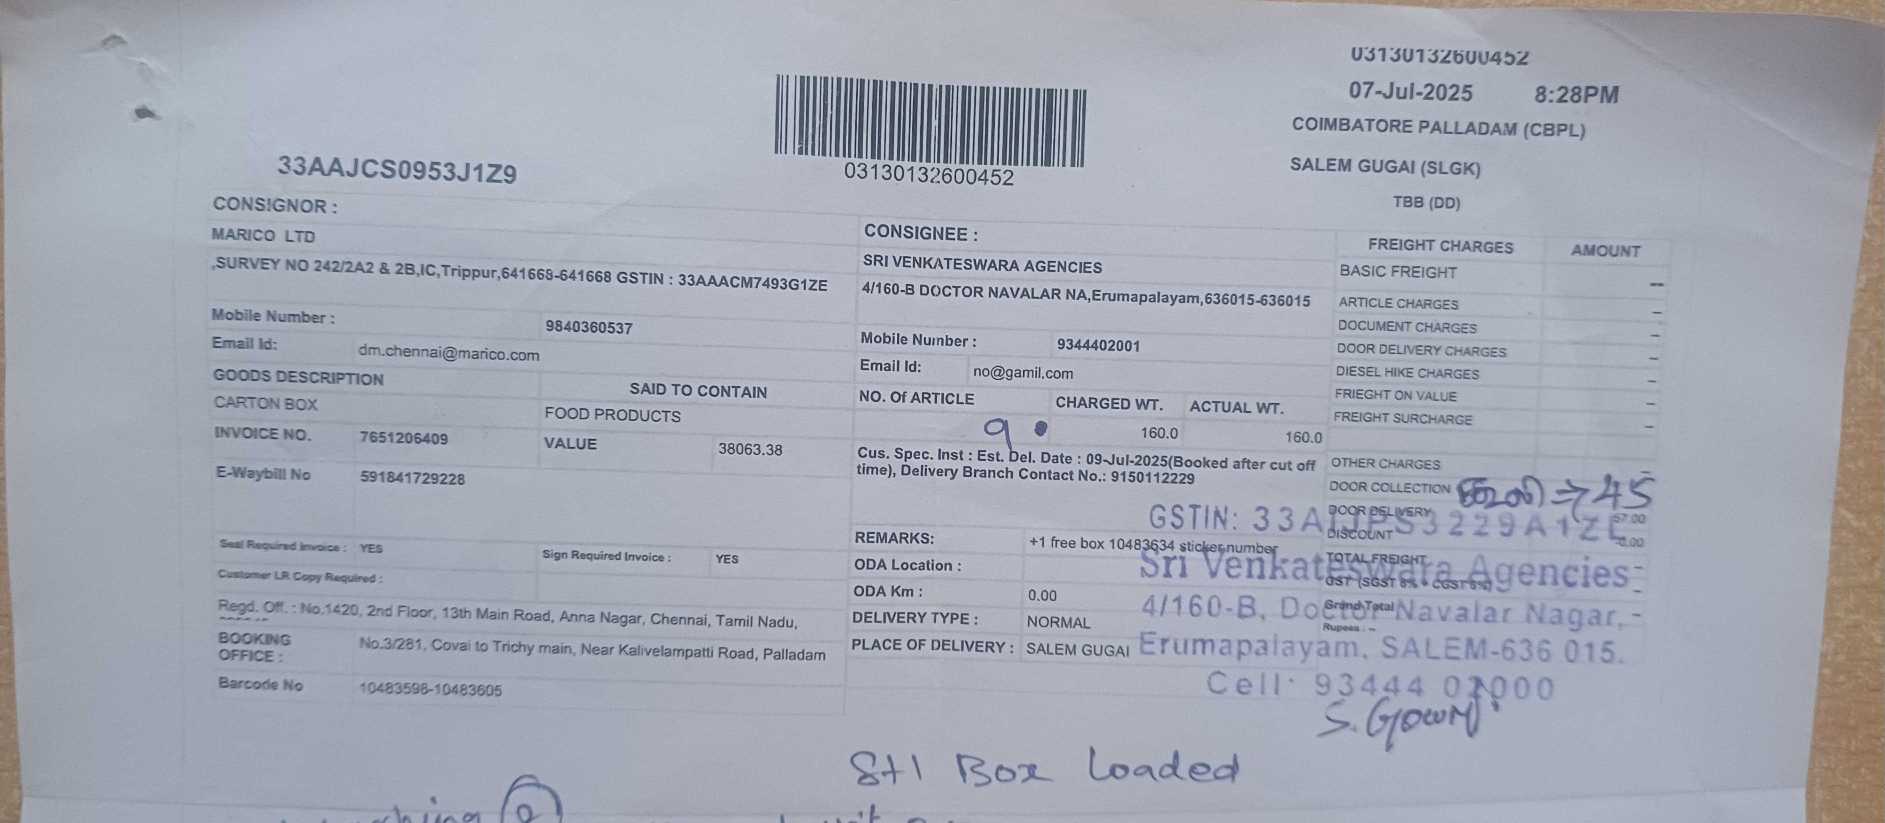 03130132600452
07-Jul-2025 8:28PM
COIMBATORE PALLADAM (CBPL)
SALEM GUGAI (SLGK)
TBB (DD)
03130132600452
33AAJCS0953J1Z9
CONSIGNOR :
MARICO LTD
,SURVEY NO 242/2A2 & 2B,IC,Trippur,641668-641668 GSTIN : 33AAACM7493G1ZE
Mobile Number : 9840360537
Email Id: dm.chennai@marico.com
GOODS DESCRIPTION SAID TO CONTAIN
CARTON BOX FOOD PRODUCTS
INVOICE NO. 7651206409 VALUE 38063.38
E-Waybill No 591841729228
Seal Required Invoice : YES Sign Required Invoice : YES
Customer LR Copy Required :
Regd. Off. : No.1420, 2nd Floor, 13th Main Road, Anna Nagar, Chennai, Tamil Nadu,
BOOKING OFFICE : No.3/281, Covai to Trichy main, Near Kalivelampatti Road, Palladam
Barcode No 10483598-10483605
CONSIGNEE :
SRI VENKATESWARA AGENCIES
4/160-B DOCTOR NAVALAR NA,Erumapalayam,636015-636015
Mobile Number : 9344402001
Email Id: no@gamil.com
NO. Of ARTICLE CHARGED WT. ACTUAL WT.
9 160.0 160.0
Cus. Spec. Inst : Est. Del. Date : 09-Jul-2025(Booked after cut off
time), Delivery Branch Contact No.: 9150112229
REMARKS: +1 free box 10483634 sticker number
ODA Location :
ODA Km : 0.00
DELIVERY TYPE : NORMAL
PLACE OF DELIVERY : SALEM GUGAI
FREIGHT CHARGES AMOUNT
BASIC FREIGHT --
ARTICLE CHARGES -
DOCUMENT CHARGES -
DOOR DELIVERY CHARGES -
DIESEL HIKE CHARGES -
FRIEGHT ON VALUE -
FREIGHT SURCHARGE -
OTHER CHARGES -
DOOR COLLECTION
45
DOOR DELIVERY
DISCOUNT
TOTAL FREIGHT -
Grand Total -
Rupees : -
Sri Venkateswara Agencies
4/160-B, Doctor Navalar Nagar,
Erumapalayam, SALEM-636 015.
8+1 Box Loaded